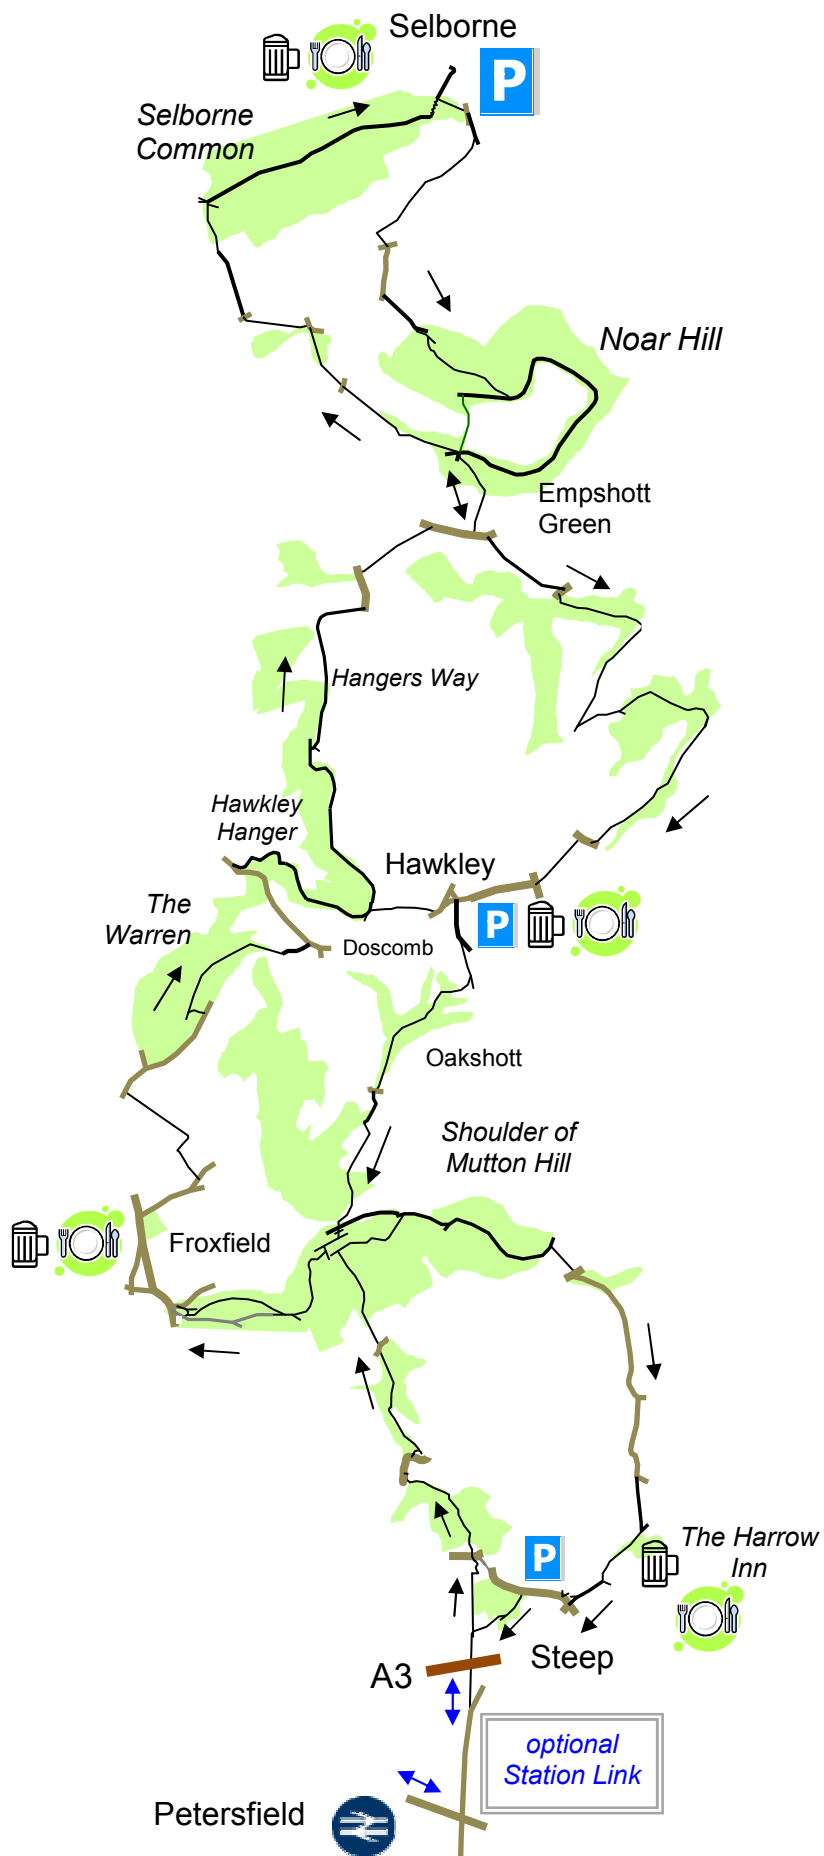 Selborne
P
Selborne
Common
Noar Hill
Empshott
Green
Hangers Way
Hawkley
Hanger
Hawkley
The
Warren
P
Doscomb
Oakshott
Shoulder of
Mutton Hill
Froxfield
P
The Harrow
Inn
Steep
A3
optional
Station Link
Petersfield